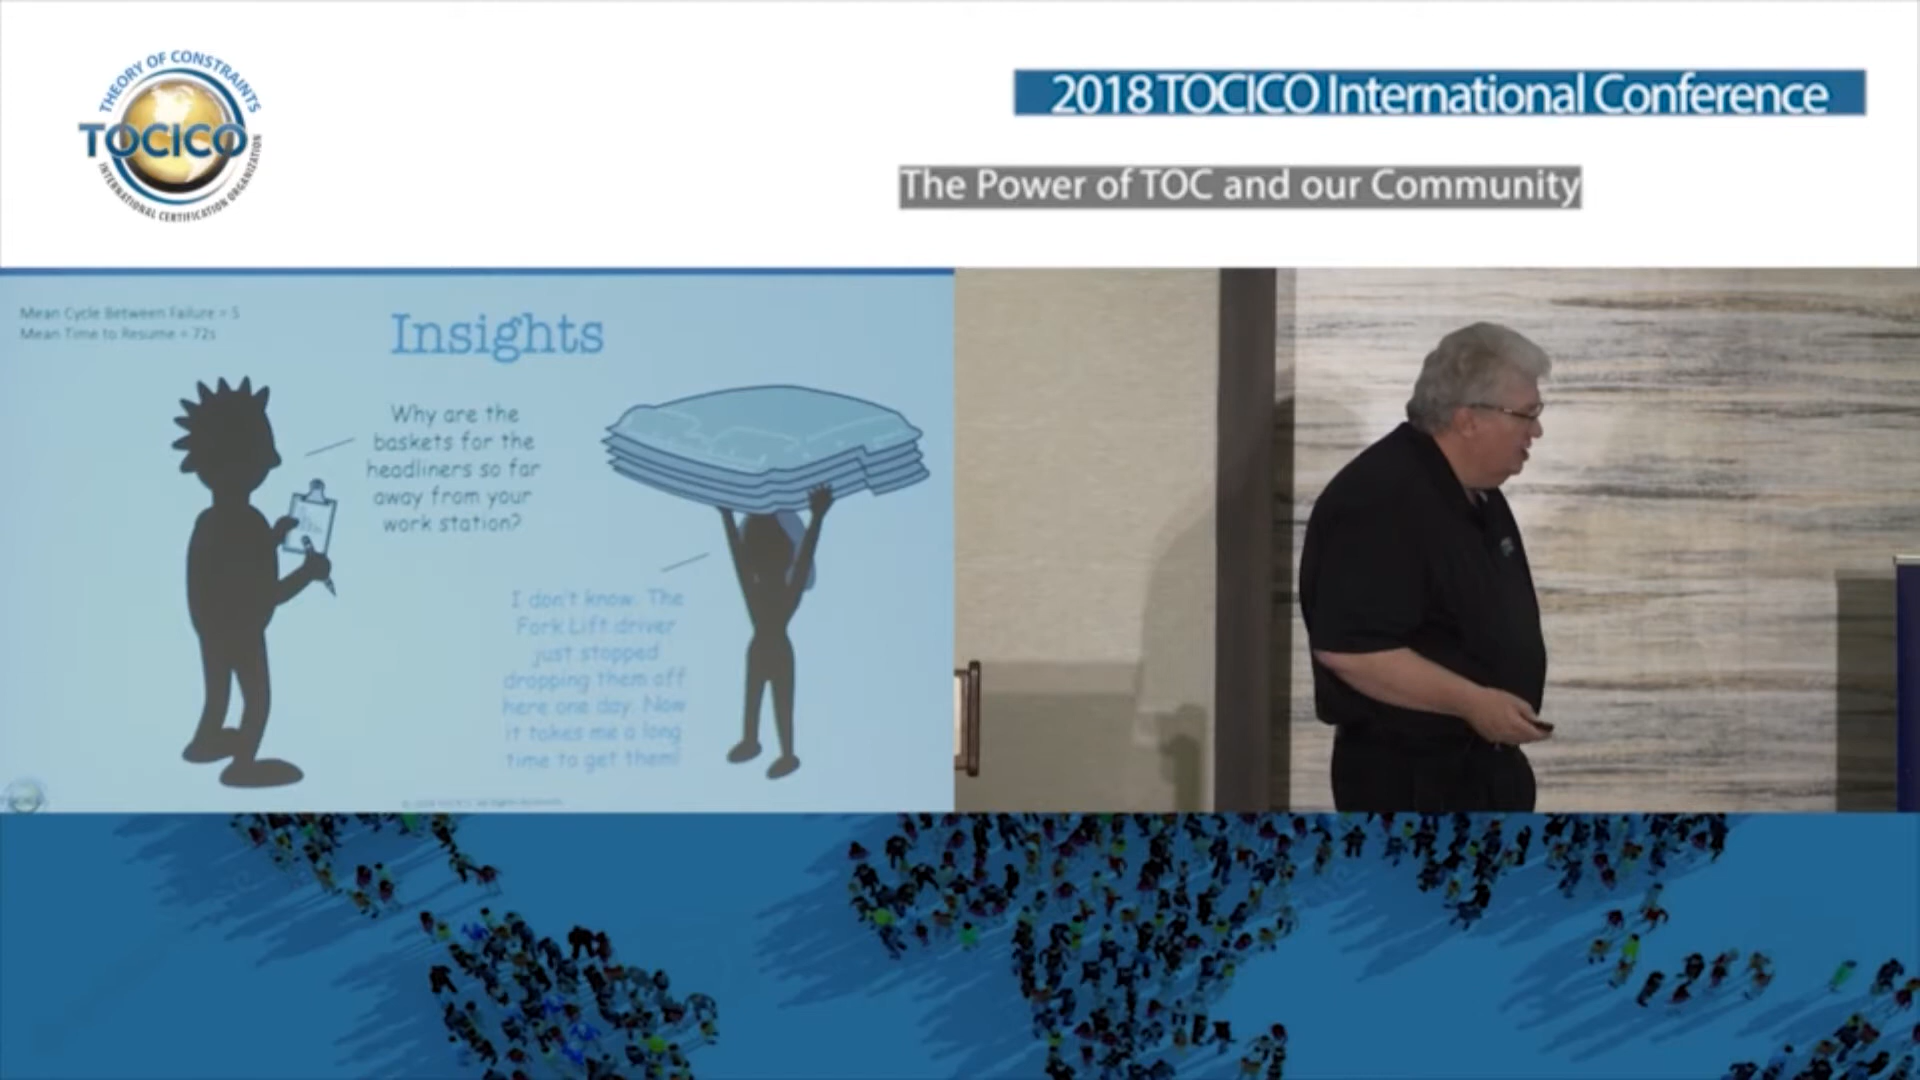 THEORY OF CONSTRAINTS
TOCICO
INTERNATIONAL CERTIFICATION ORGANIZATION
2018 TOCICO International Conference
The Power of TOC and our Community
Mean Cycle Between Failure = 5
Mean Time to Resume = 72s
Insights
Why are the
baskets for the
headliners so far
away from your
work station?
I don't know. The
Fork Lift driver
just stopped
dropping them off
here one day. Now
it takes me a long
time to get them!